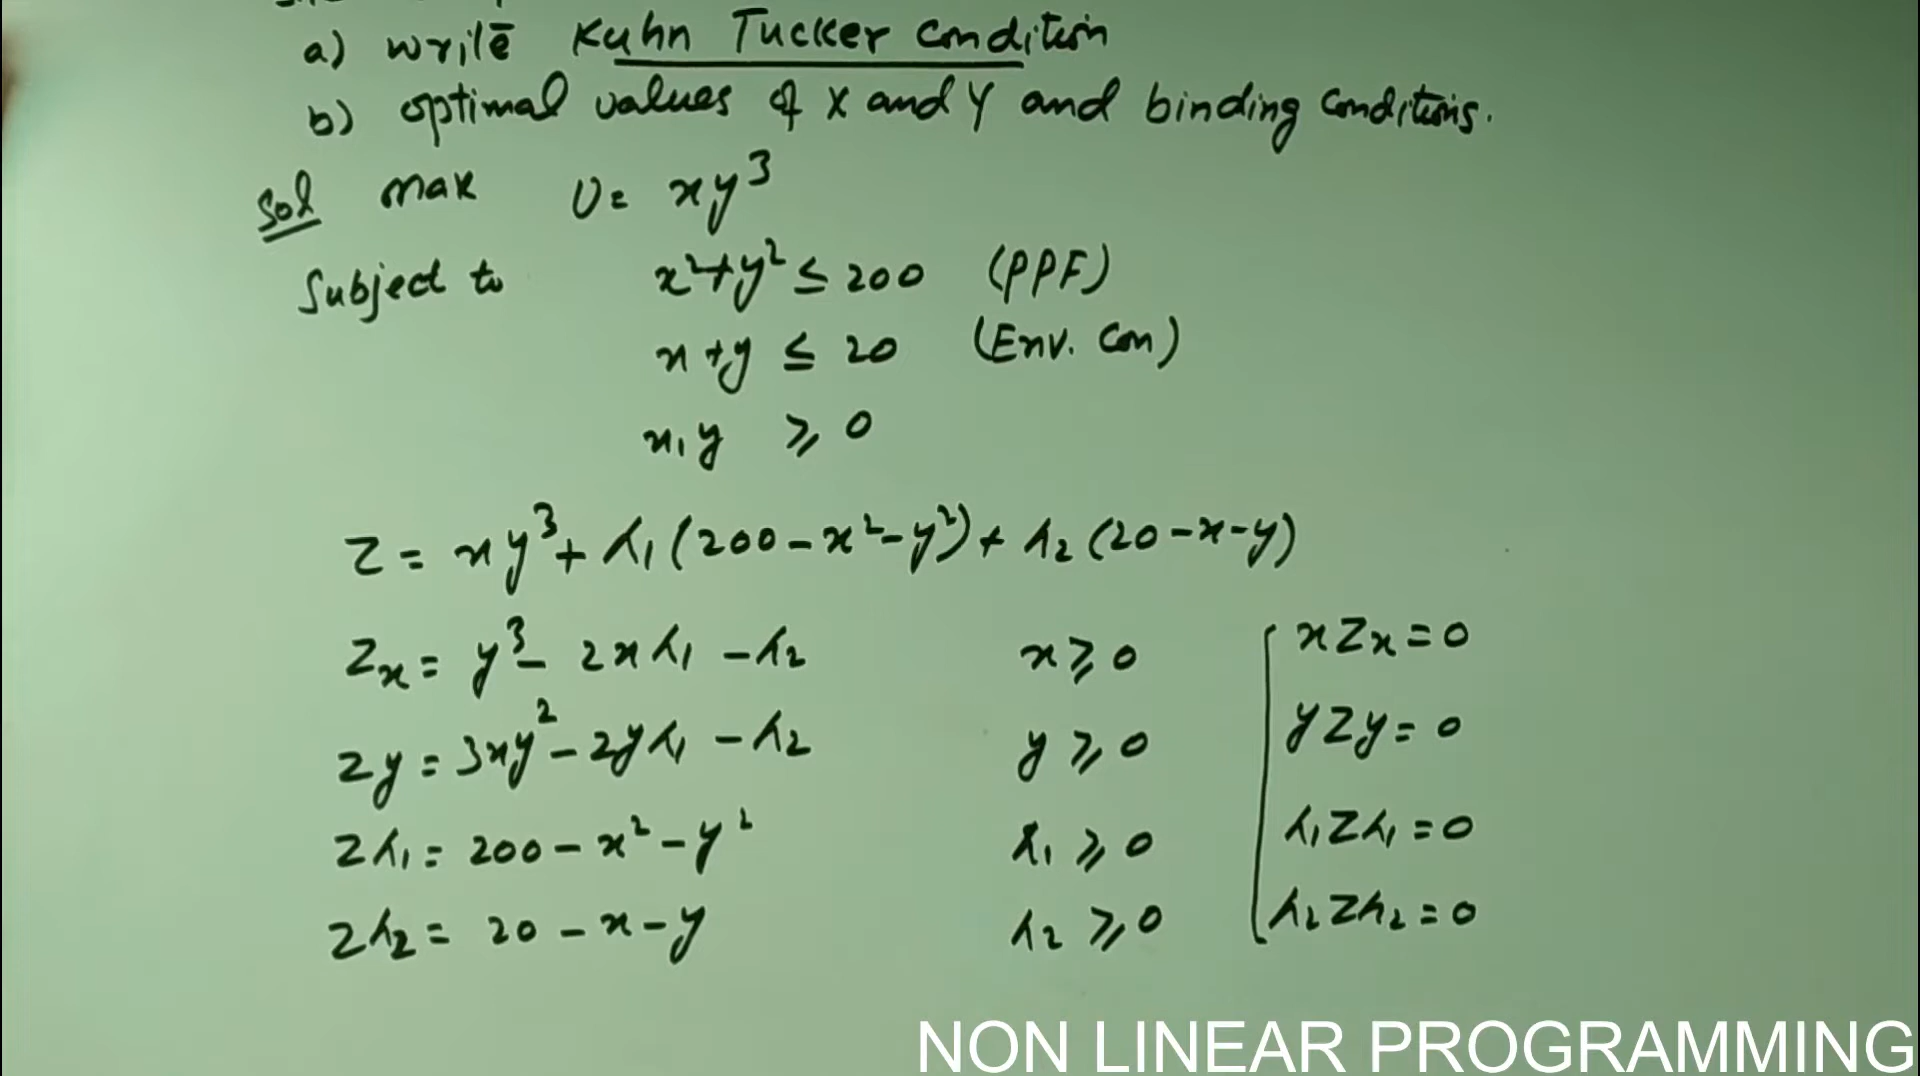 a) write Kuhn Tucker condition
b) optimal values of X and Y and binding conditions.
Sol max U = xy³
Subject to x²+y² ≤ 200 (PPF)
x+y ≤ 20 (Env. Con)
x, y ≥ 0
Z = xy³ + λ₁(200-x²-y²) + λ₂(20-x-y)
Zx = y³ - 2xλ₁ - λ₂ x ≥ 0 xZx = 0
Zy = 3xy² - 2yλ₁ - λ₂ y ≥ 0 yZy = 0
Zλ₁ = 200 - x² - y² λ₁ ≥ 0 λ₁Zλ₁ = 0
Zλ₂ = 20 - x - y λ₂ ≥ 0 λ₂Zλ₂ = 0
NON LINEAR PROGRAMMING